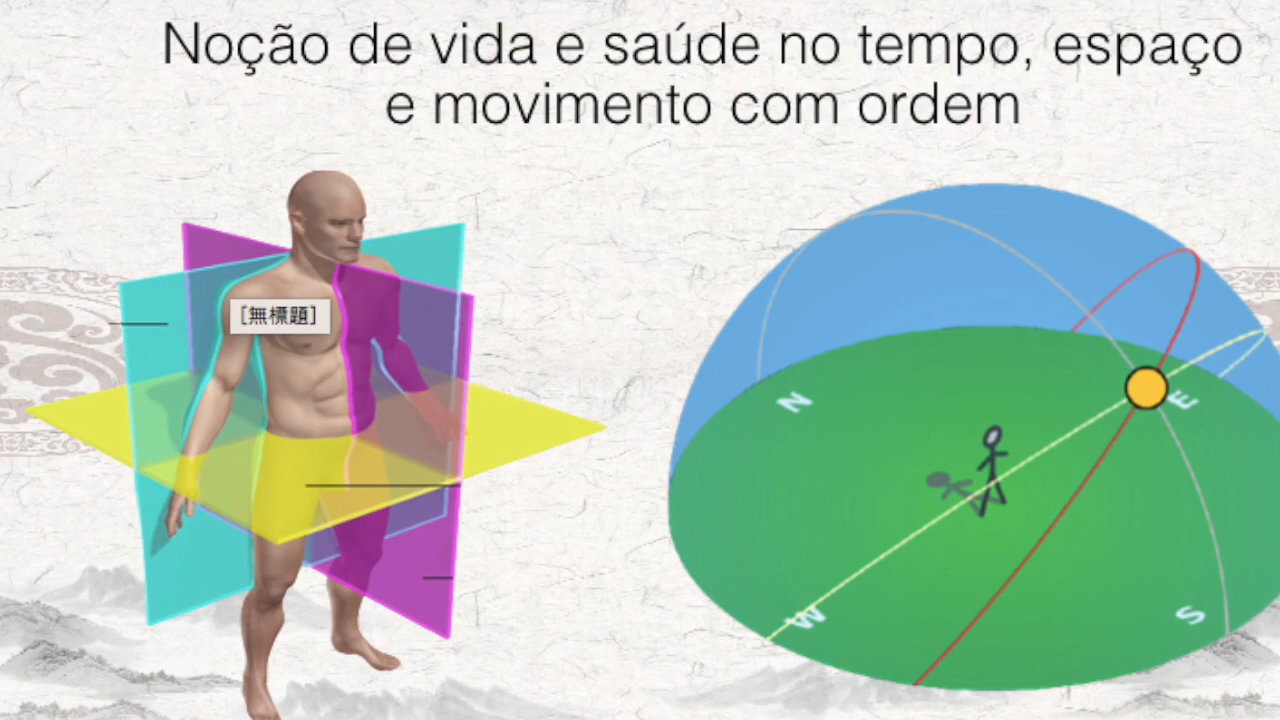 Noção de vida e saúde no tempo, espaço
e movimento com ordem
[無標題]
N
E
W
S